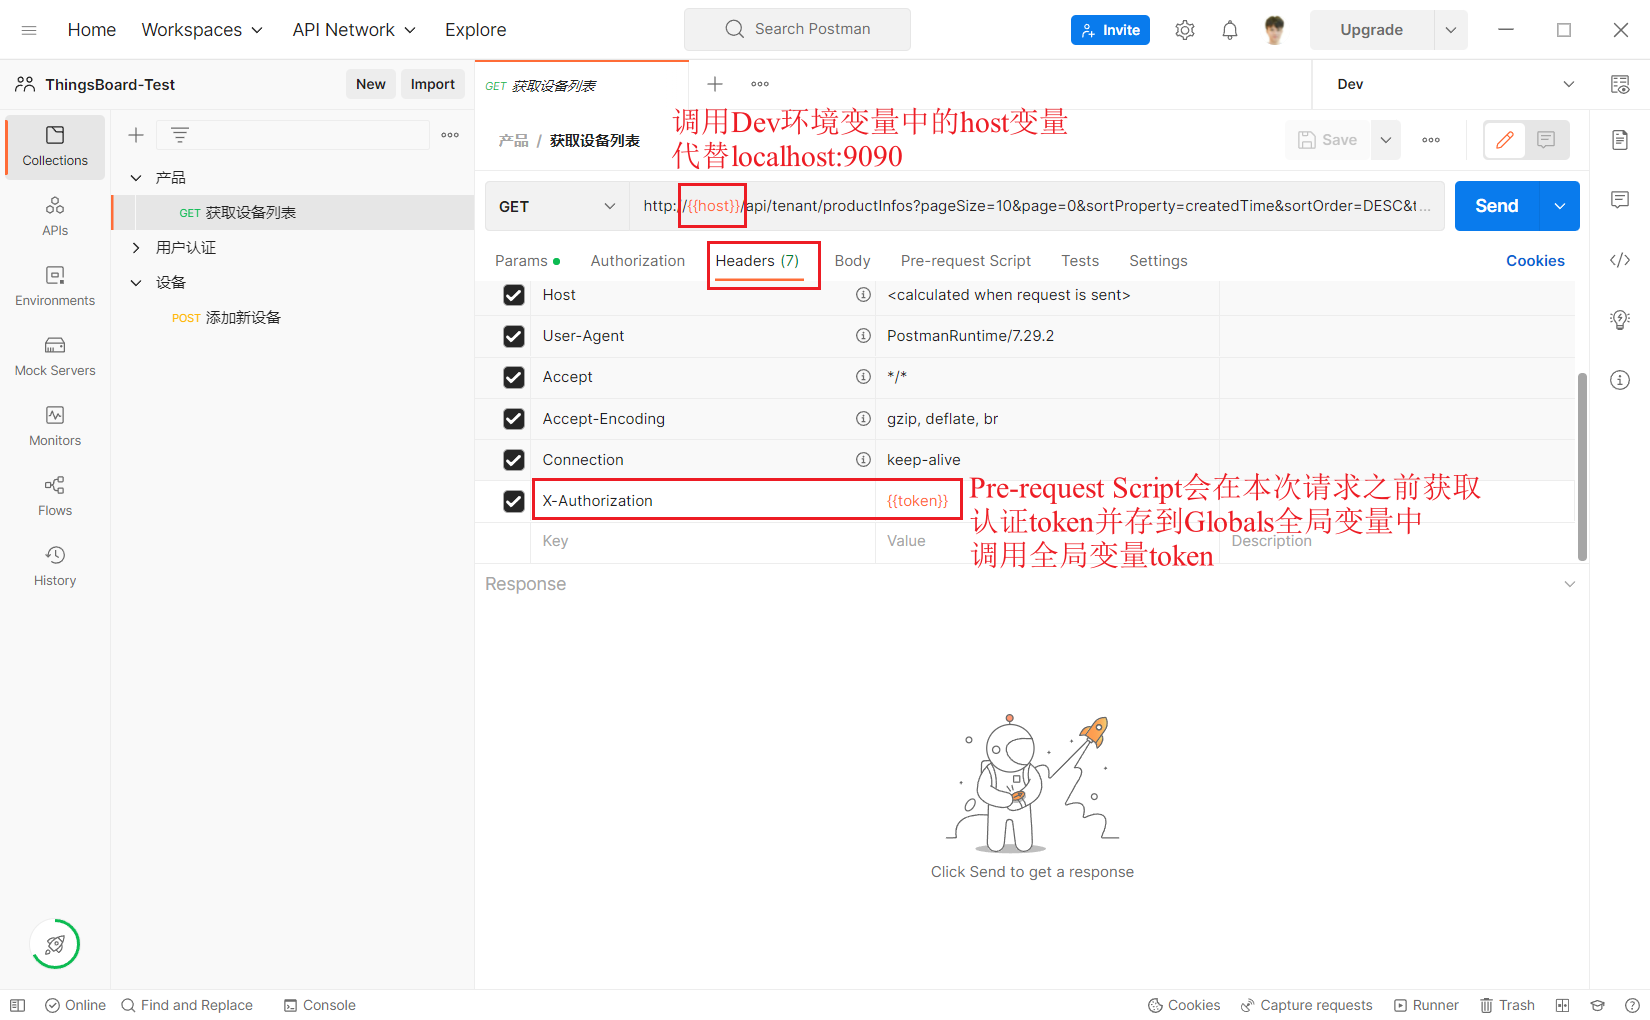 Home Workspaces API Network Explore Search Postman Invite Upgrade
ThingsBoard-Test New Import GET 获取设备列表 Dev
调用Dev环境变量中的host变量
代替localhost:9090
产品 / 获取设备列表 Save
Collections
产品
GET 获取设备列表
GET http://{{host}}/api/tenant/productInfos?pageSize=10&page=0&sortProperty=createdTime&sortOrder=DESC&t... Send
APIs
用户认证
Params Authorization Headers (7) Body Pre-request Script Tests Settings Cookies
设备
POST 添加新设备
Environments
Mock Servers
Monitors
Flows
History
Host <calculated when request is sent>
User-Agent PostmanRuntime/7.29.2
Accept */*
Accept-Encoding gzip, deflate, br
Connection keep-alive
X-Authorization {{token}}
Pre-request Script会在本次请求之前获取
认证token并存到Globals全局变量中
调用全局变量token
Key Value Description
Response
Click Send to get a response
Online Find and Replace Console Cookies Capture requests Runner Trash